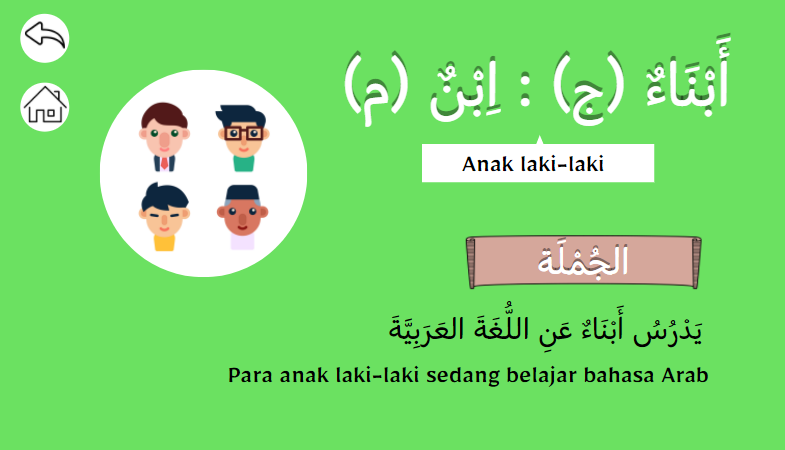 أَبْنَاءٌ (ج) : اِبْنٌ (م)
Anak laki-laki
الجُمْلَة
يَدْرُسُ أَبْنَاءٌ عَنِ اللُّغَةَ العَرَبِيَّةَ
Para anak laki-laki sedang belajar bahasa Arab